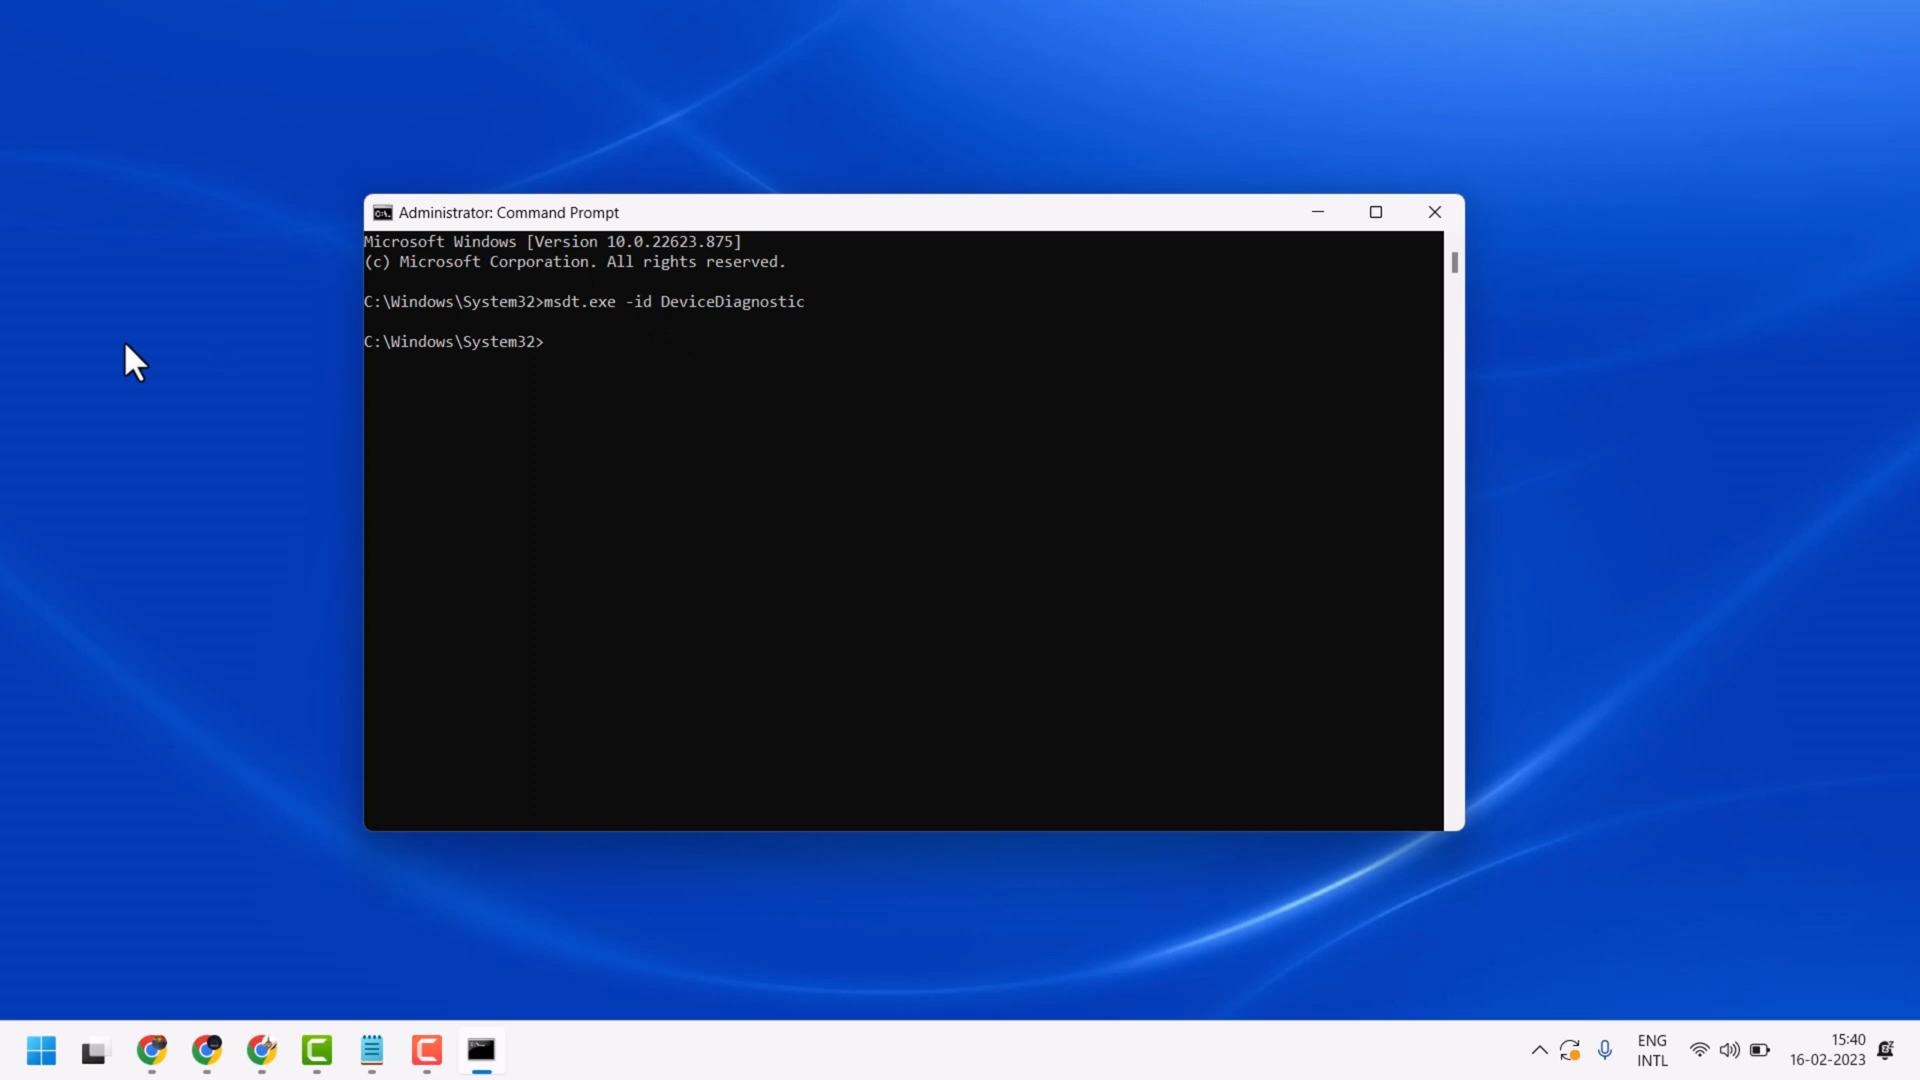 Administrator: Command Prompt
Microsoft Windows [Version 10.0.22623.875]
(c) Microsoft Corporation. All rights reserved.
C:\Windows\System32>msdt.exe -id DeviceDiagnostic
C:\Windows\System32>
ENG
INTL
15:40
16-02-2023